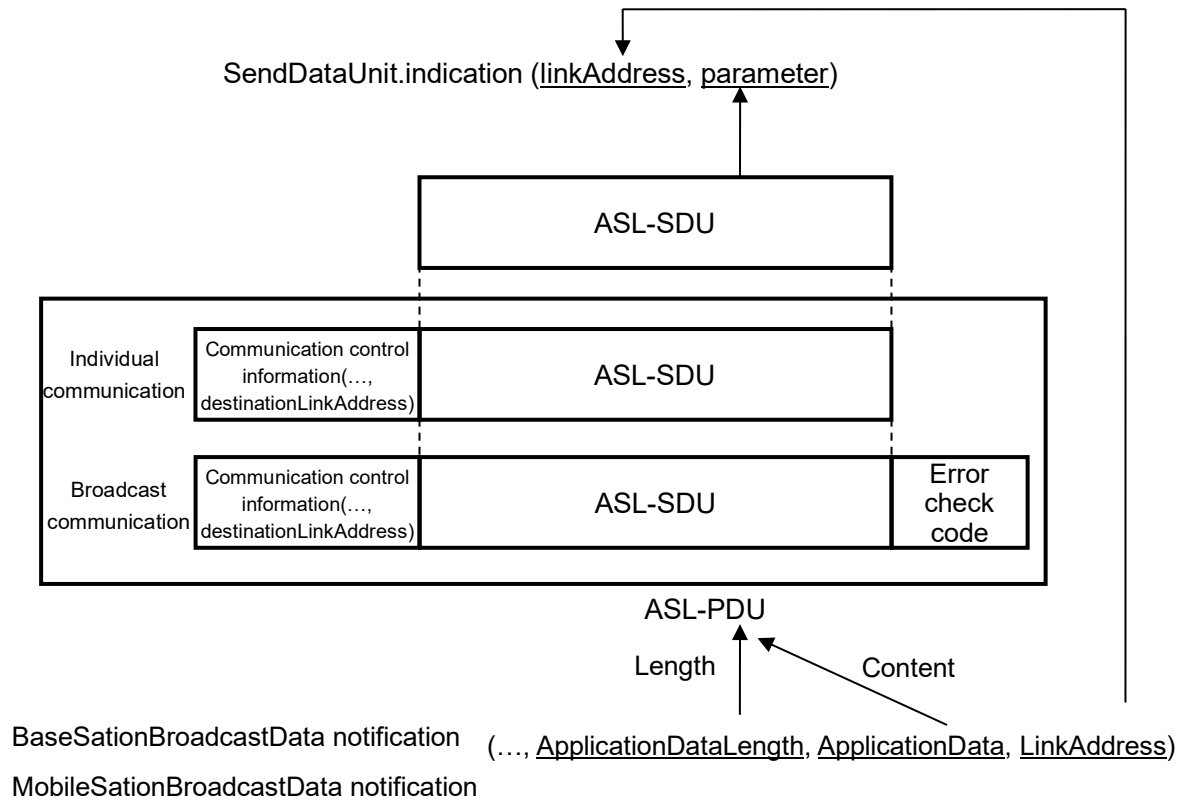 SendDataUnit.indication (linkAddress, parameter)
ASL-SDU
Individual
communication
Communication control
information(…,
destinationLinkAddress)
ASL-SDU
Broadcast
communication
Communication control
information(…,
destinationLinkAddress)
ASL-SDU
Error
check
code
ASL-PDU
Length
Content
BaseSationBroadcastData notification (…, ApplicationDataLength, ApplicationData, LinkAddress)
MobileSationBroadcastData notification